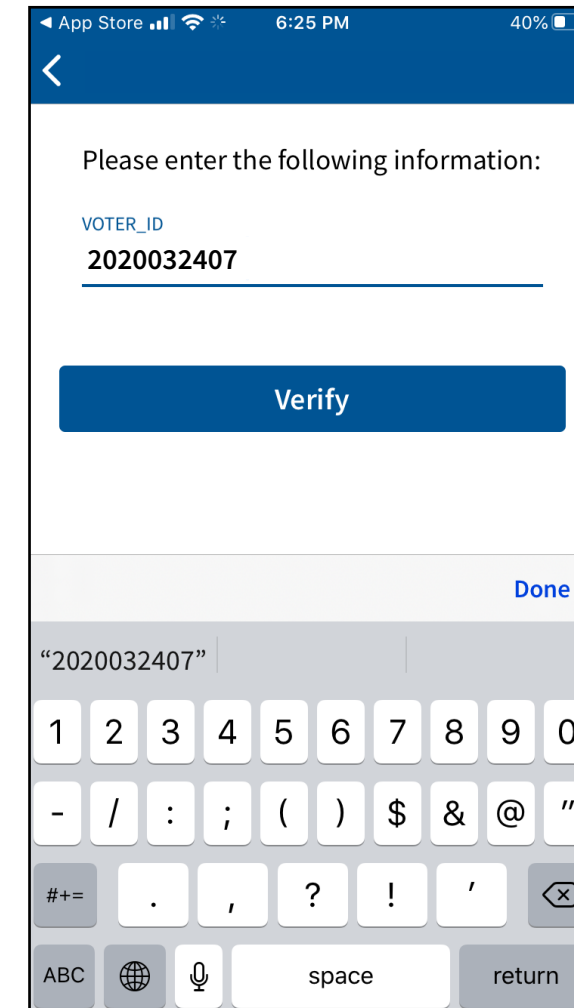 ◀ App Store 6:25 PM 40%
Please enter the following information:
VOTER_ID
2020032407
Verify
Done
“2020032407”
1 2 3 4 5 6 7 8 9 0
- / : ; ( ) $ & @ "
#+= . , ? ! '
ABC space return